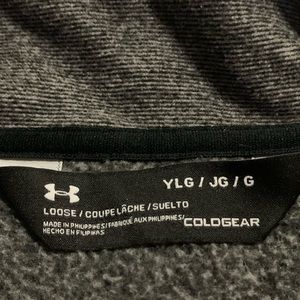 YLG / JG / G
LOOSE / COUPE LÂCHE / SUELTO
MADE IN PHILIPPINES / FABRIQUÉ AUX PHILIPPINES /
HECHO EN FILIPINAS
COLDGEAR